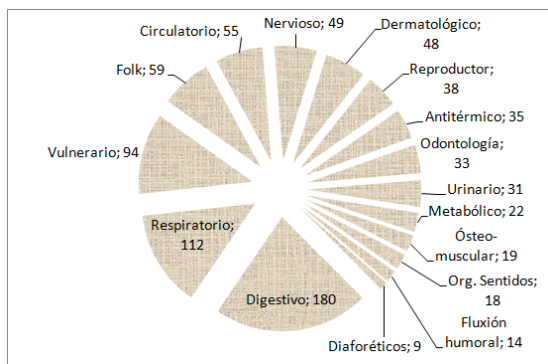 Nervioso; 49
Dermatológico;
48
Reproductor;
38
Antitérmico; 35
Odontología;
33
Urinario; 31
Metabólico; 22
Ósteo-
muscular; 19
Org. Sentidos;
18
Fluxión
humoral; 14
Diaforéticos; 9
Digestivo; 180
Respiratorio;
112
Vulnerario; 94
Folk; 59
Circulatorio; 55